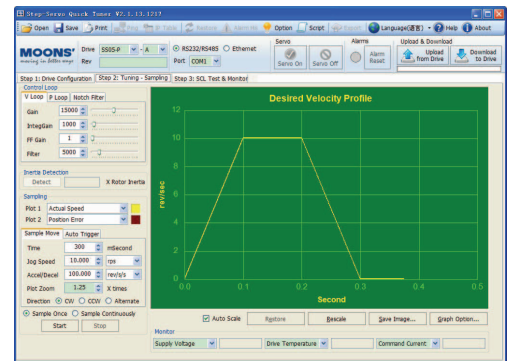 Step-Servo Quick Tuner V2.1.13.1219
Open Save Print Option Script Language(語言) Help About
MOONS'
moving in better ways
Drive SS05-P A
Rev
RS232/RS485 Ethernet
Port COM1
Servo
Servo On Servo Off
Alarms
Alarm Reset
Upload & Download
Upload from Drive
Download to Drive
Step 1: Drive Configuration Step 2: Tuning - Sampling Step 3: SCL Test & Monitor
Control Loop
V Loop P Loop Notch Filter
Gain 15000
IntegGain 1000
FF Gain 1
Filter 5000
Inertia Detection
Detect X Rotor Inertia
Sampling
Plot 1 Actual Speed
Plot 2 Position Error
Sample Move Auto Trigger
Time 300 mSecond
Jog Speed 10.000 rps
Accel/Decel 100.000 rev/s/s
Plot Zoom 1.25 X times
Direction CW CCW Alternate
Sample Once Sample Continuously
Start Stop
Desired Velocity Profile
12
10
8
6
4
2
0
rev/sec
0.0 0.1 0.2 0.3 0.4 0.5
Second
Auto Scale Restore Rescale Save Image... Graph Option...
Monitor
Supply Voltage Drive Temperature Command Current